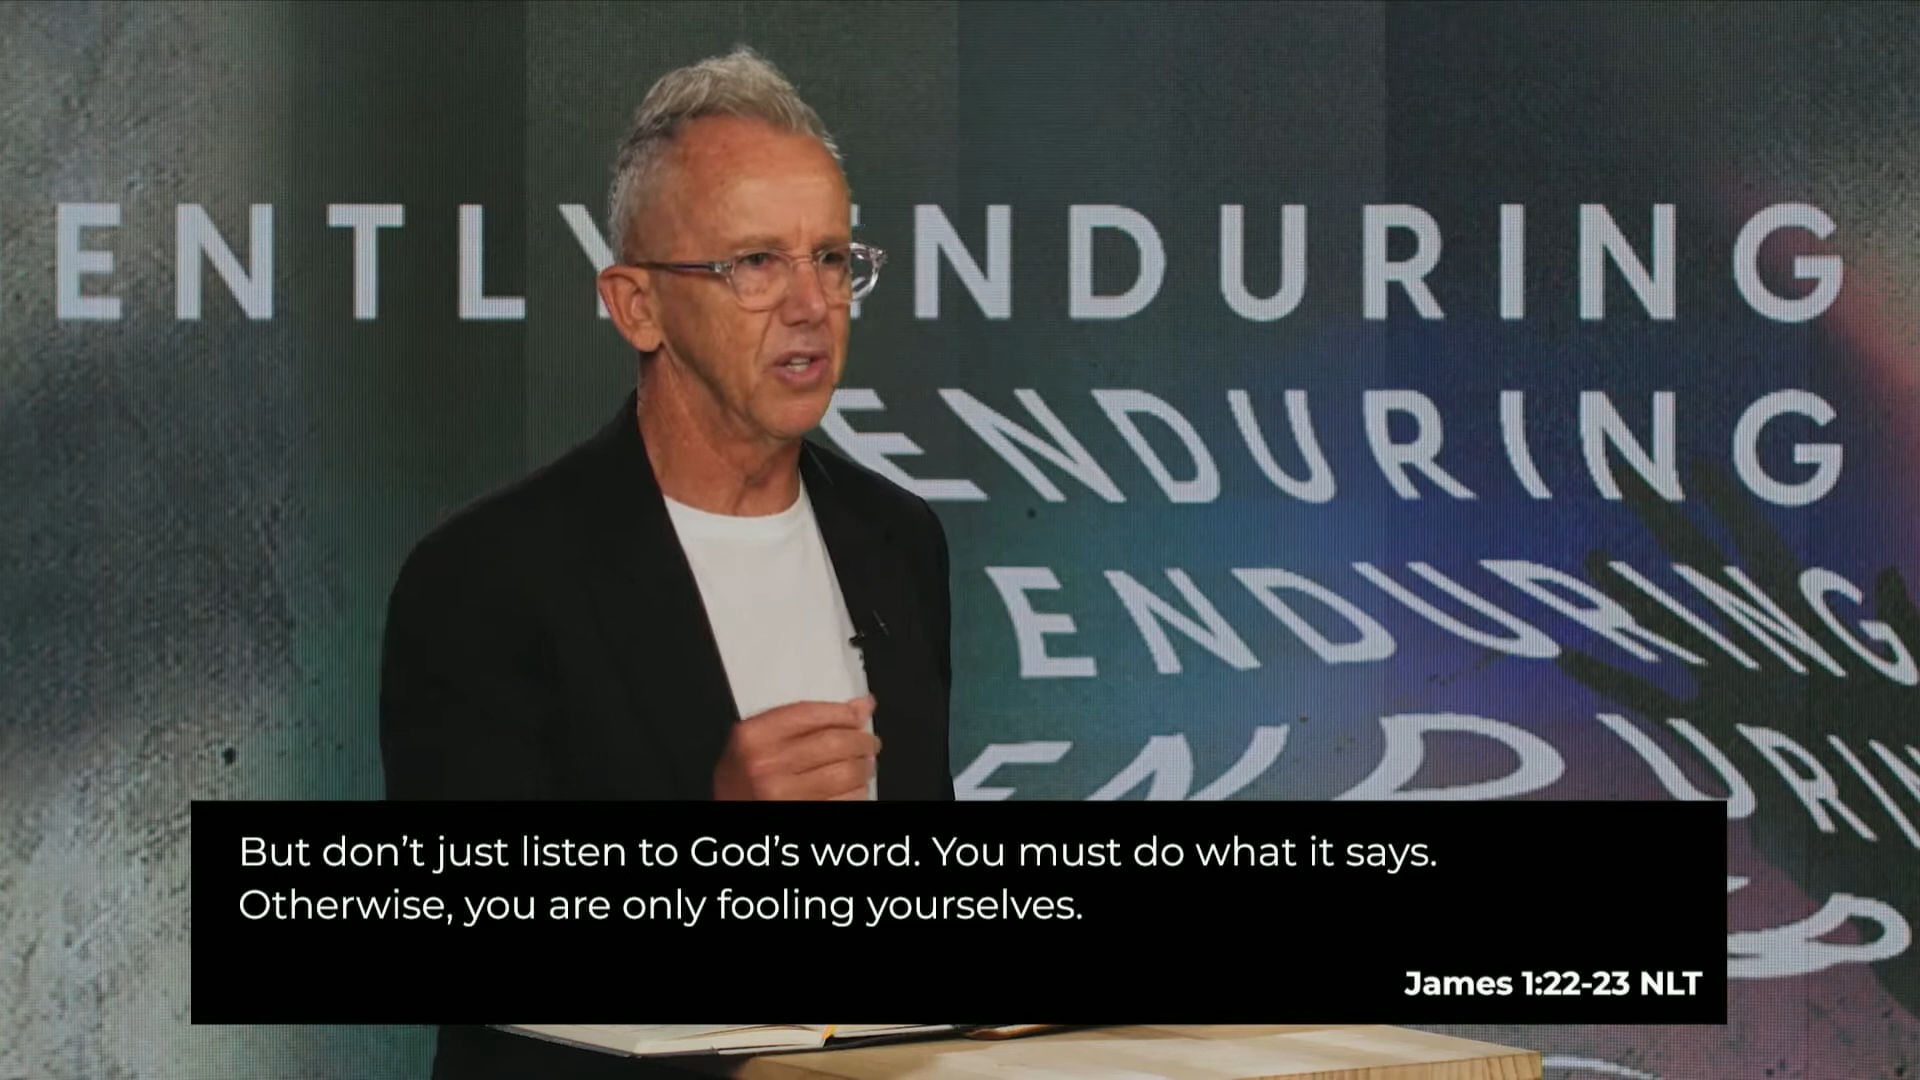 ENTLY ENDURING
ENDURING
ENDURING
ENDURIN
But don't just listen to God's word. You must do what it says.
Otherwise, you are only fooling yourselves.
James 1:22-23 NLT